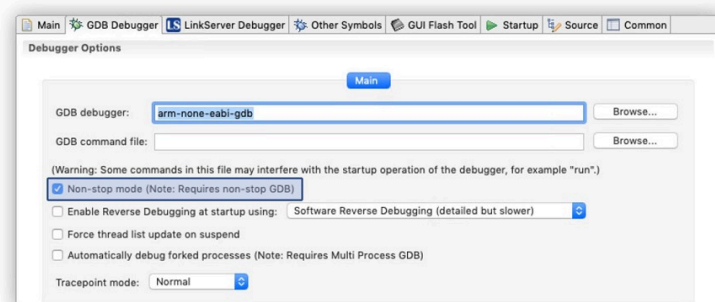 Main GDB Debugger LS LinkServer Debugger Other Symbols GUI Flash Tool Startup Source Common
Debugger Options
Main
GDB debugger: arm-none-eabi-gdb Browse...
GDB command file: Browse...
(Warning: Some commands in this file may interfere with the startup operation of the debugger, for example "run".)
Non-stop mode (Note: Requires non-stop GDB)
Enable Reverse Debugging at startup using: Software Reverse Debugging (detailed but slower)
Force thread list update on suspend
Automatically debug forked processes (Note: Requires Multi Process GDB)
Tracepoint mode: Normal